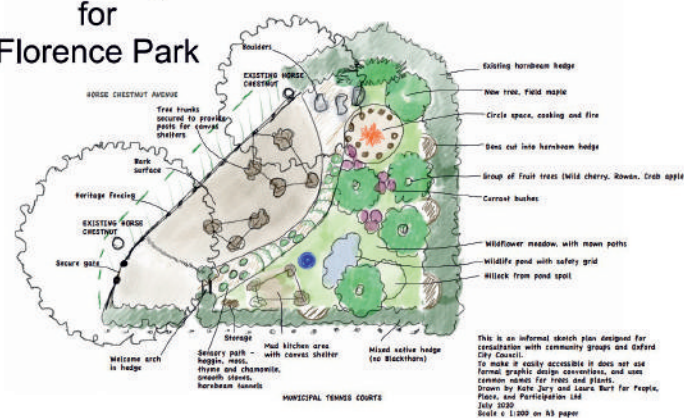 for
Florence Park
Boulders
EXISTING HORSE
CHESTNUT
HORSE CHESTNUT AVENUE
Tree trunks
secured to provide
posts for canvas
shelters
Bark
surface
Heritage fencing
EXISTING HORSE
CHESTNUT
Secure gate
Welcome arch
in hedge
Storage
Sensory path -
hoggin, moss,
thyme and chamomile,
smooth stones,
hornbeam tunnels
Mud kitchen area
with canvas shelter
Mixed native hedge
(no Blackthorn)
MUNICIPAL TENNIS COURTS
Existing hornbeam hedge
New tree, field maple
Circle space, cooking and fire
Dens cut into hornbeam hedge
Group of fruit trees (Wild cherry, Rowan, Crab apple
Currant bushes
Wildflower meadow, with mown paths
Wildlife pond with safety grid
Hillock from pond spoil
This is an informal sketch plan designed for
consultation with community groups and Oxford
City Council.
To make it easily accessible it does not use
formal graphic design conventions, and uses
common names for trees and plants.
Drawn by Kate Jury and Laura Burt for People,
Place, and Participation Ltd
July 2020
Scale c 1:200 on A3 paper